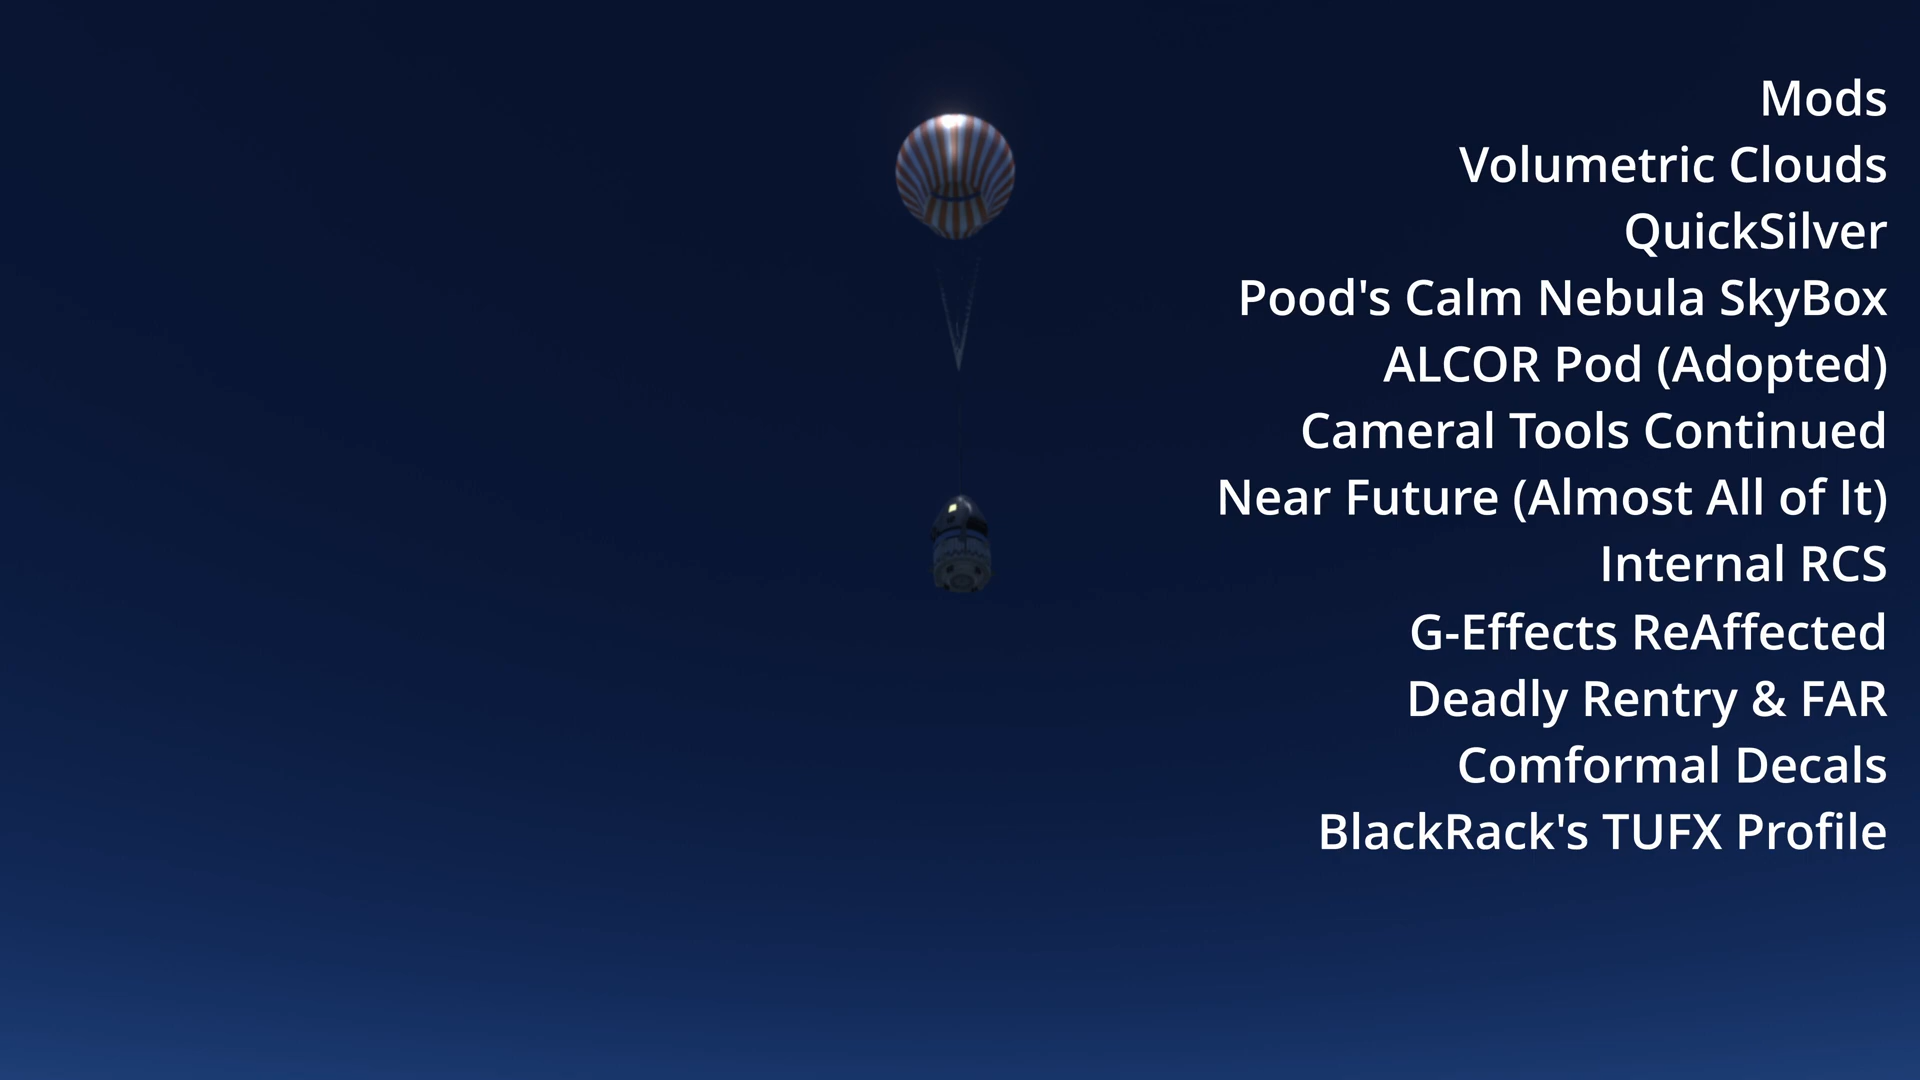 Mods
Volumetric Clouds
QuickSilver
Pood's Calm Nebula SkyBox
ALCOR Pod (Adopted)
Cameral Tools Continued
Near Future (Almost All of It)
Internal RCS
G-Effects ReAffected
Deadly Rentry & FAR
Comformal Decals
BlackRack's TUFX Profile